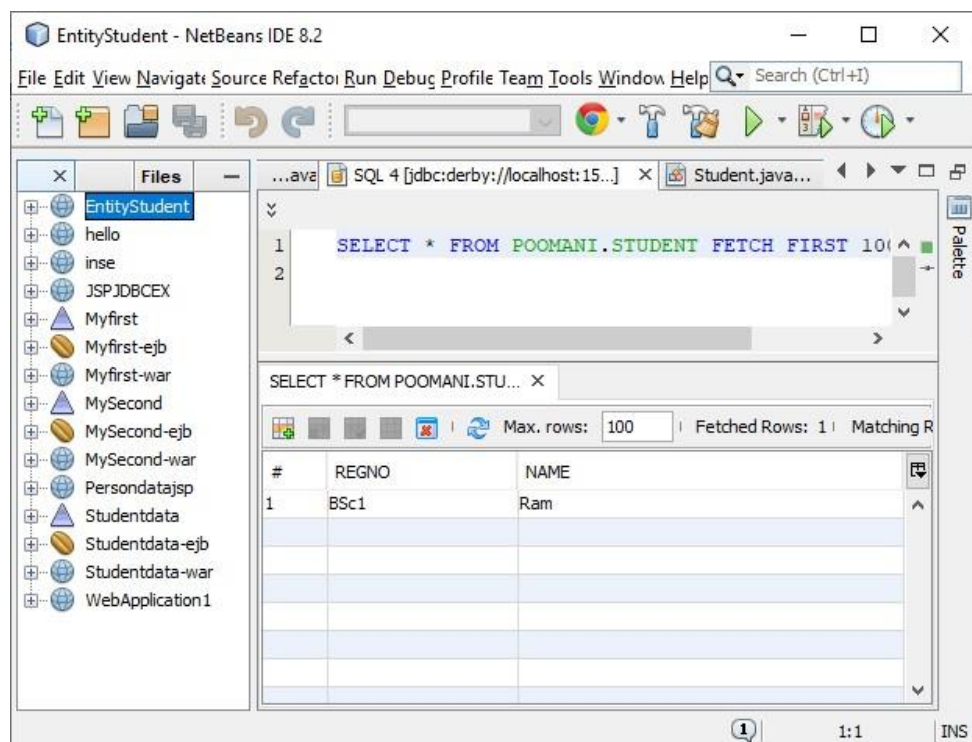 EntityStudent - NetBeans IDE 8.2
File Edit View Navigate Source Refactor Run Debug Profile Team Tools Window Help Search (Ctrl+I)
Files
...ava SQL 4 [jdbc:derby://localhost:15...] Student.java...
EntityStudent
hello
inse
JSPJDBCEX
Myfirst
Myfirst-ejb
Myfirst-war
MySecond
MySecond-ejb
MySecond-war
Persondatajsp
Studentdata
Studentdata-ejb
Studentdata-war
WebApplication1
1 SELECT * FROM POOMANI.STUDENT FETCH FIRST 10
2
Palette
SELECT * FROM POOMANI.STU...
Max. rows: 100 Fetched Rows: 1 Matching R
# REGNO NAME
1 BSc1 Ram
1 1:1 INS